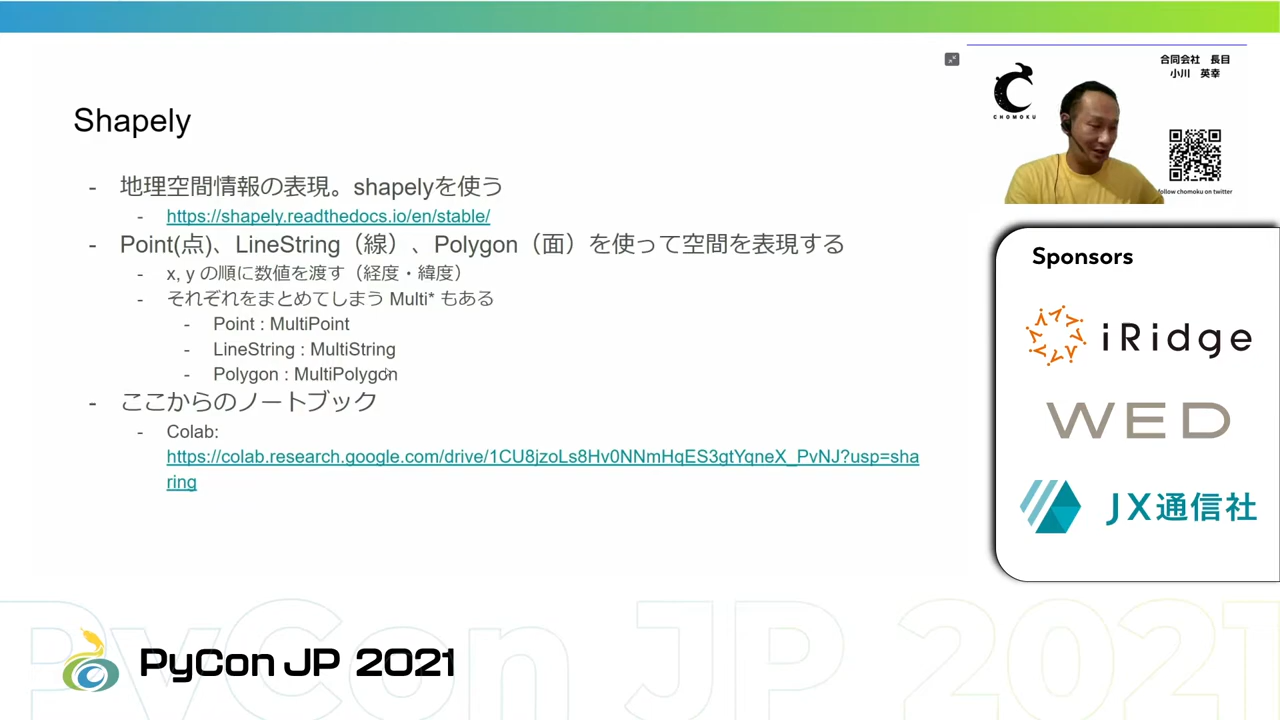 Shapely
- 地理空間情報の表現。shapelyを使う
- https://shapely.readthedocs.io/en/stable/
- Point(点)、LineString（線）、Polygon（面）を使って空間を表現する
- x, y の順に数値を渡す（経度・緯度）
- それぞれをまとめてしまう Multi* もある
- Point : MultiPoint
- LineString : MultiString
- Polygon : MultiPolygon
- ここからのノートブック
- Colab:
https://colab.research.google.com/drive/1CU8jzoLs8Hv0NNmHqES3gtYqneX_PvNJ?usp=sha
ring
合同会社 長目
小川 英幸
CHOMOKU
follow chomoku on twitter
Sponsors
iRidge
WED
JX通信社
PyCon JP 2021
PyCon JP 2021